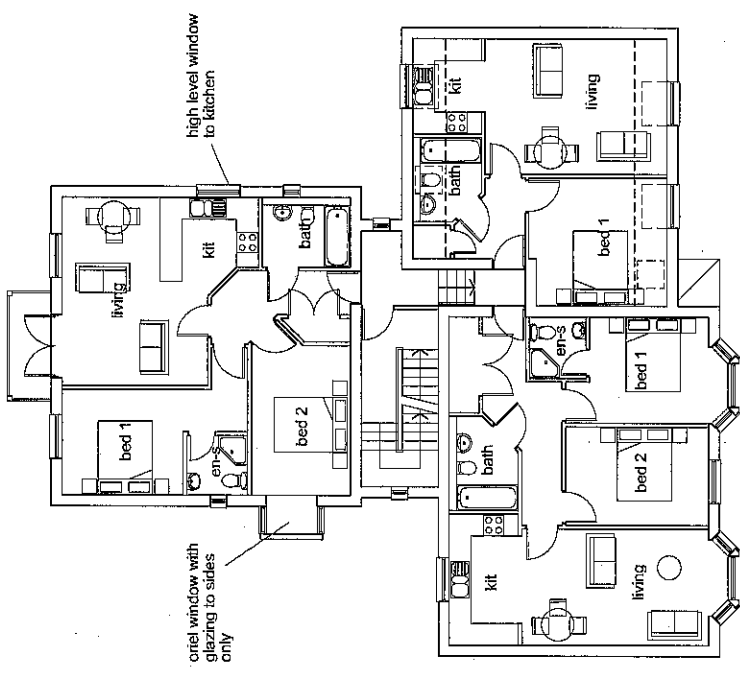 high level window
to kitchen
oriel window with
glazing to sides
only
living
kit
bath
bed 1
en-s
bed 2
kit
bath
living
bed 1
bath
en-s
bed 1
bed 2
kit
living